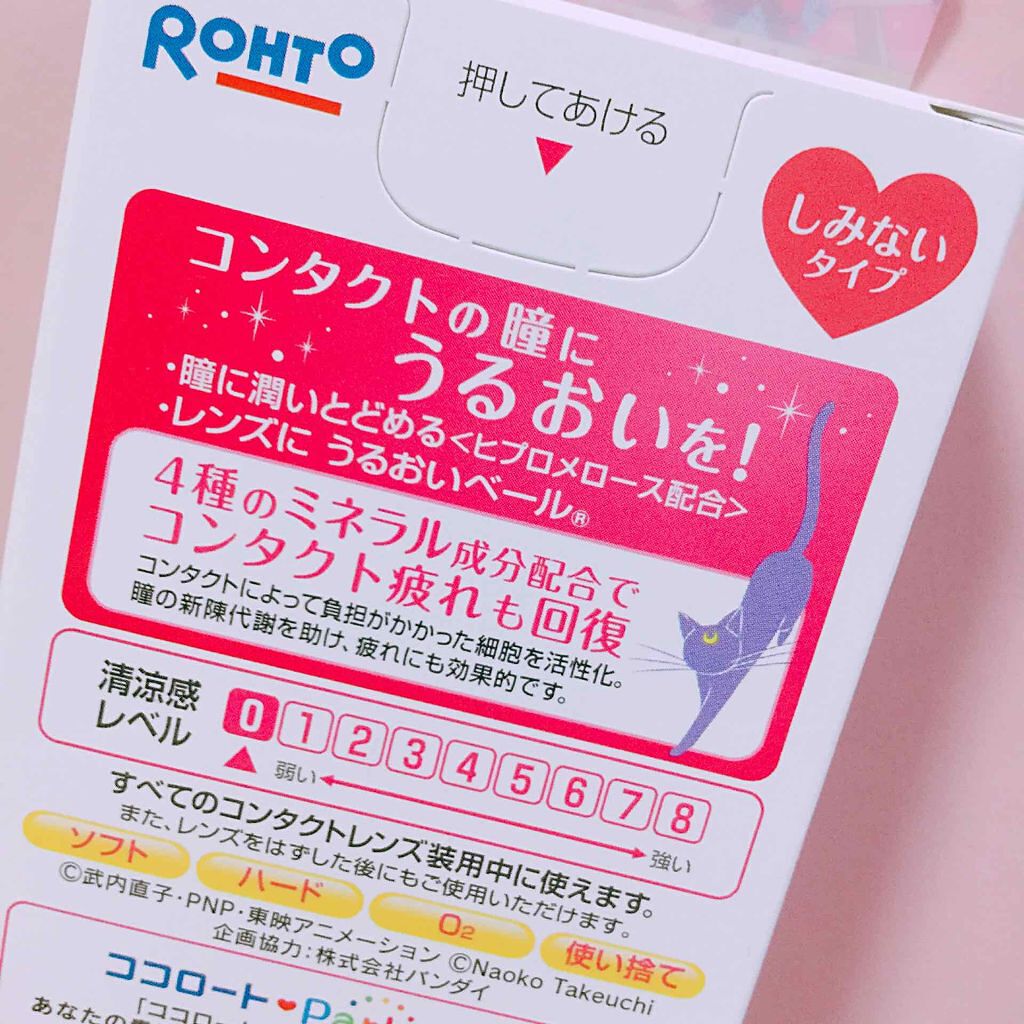 ROHTO
押してあける
しみない
タイプ
コンタクトの瞳に
うるおいを!
・瞳に潤いとどめる<ヒプロメロース配合>
・レンズに うるおいベール®
4種のミネラル成分配合で
コンタクト疲れも回復
コンタクトによって負担がかかった細胞を活性化。
瞳の新陳代謝を助け、疲れにも効果的です。
清涼感
レベル
0 1 2 3 4 5 6 7 8
弱い
強い
すべてのコンタクトレンズ装用中に使えます。
また、レンズをはずした後にもご使用いただけます。
ソフト ハード O2 使い捨て
©武内直子・PNP・東映アニメーション ©Naoko Takeuchi
企画協力:株式会社バンダイ
ココロート
「ココロー
あなたの